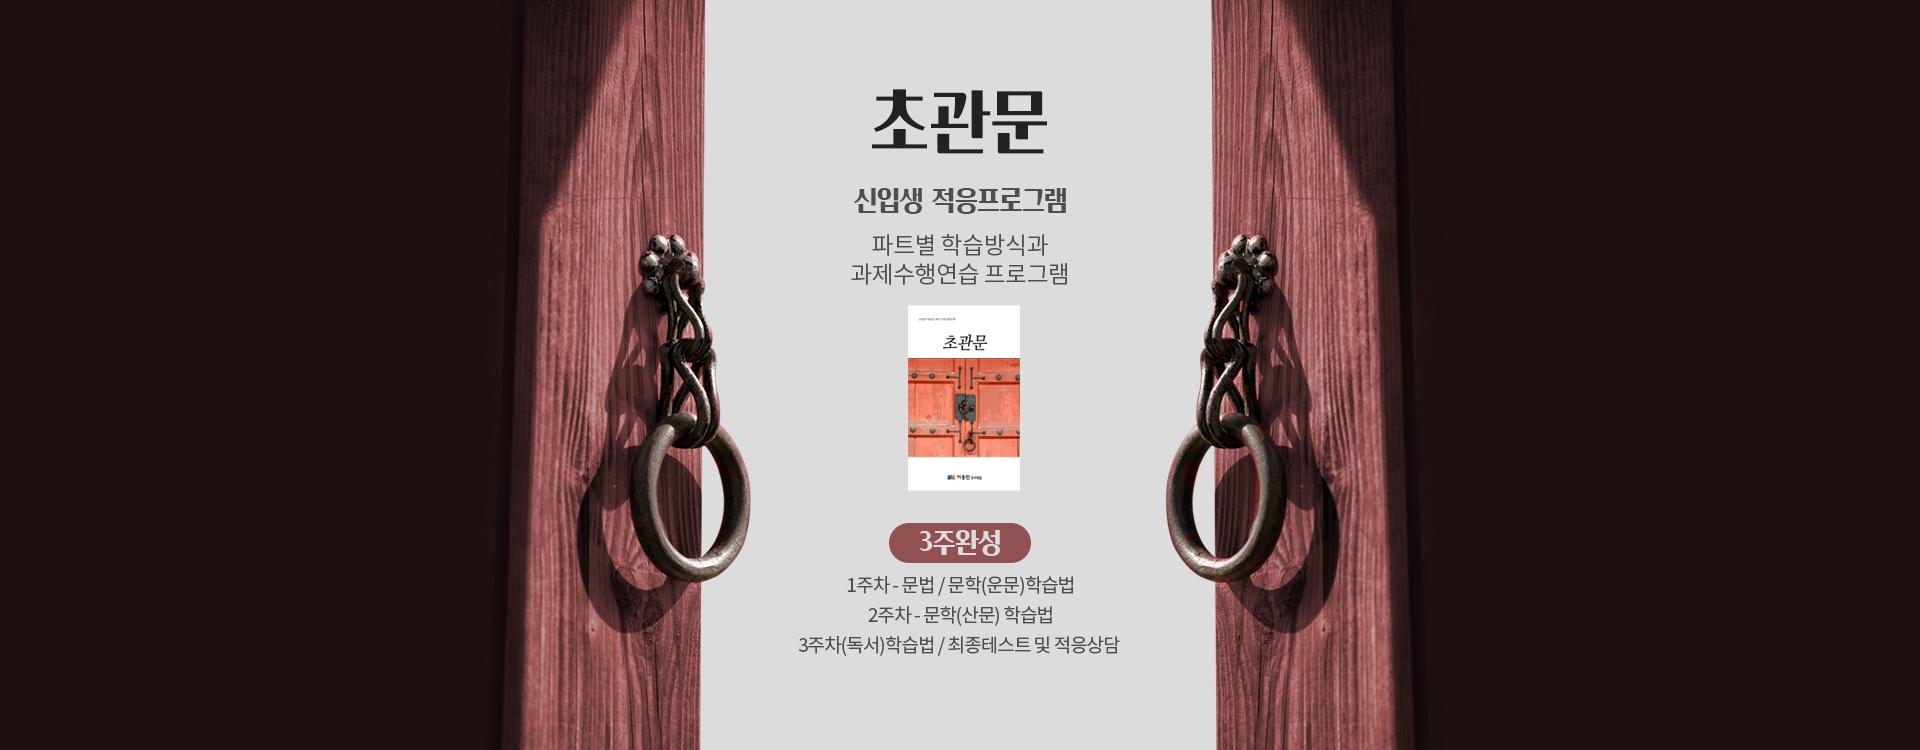 초관문
신입생 적응프로그램
파트별 학습방식과
과제수행연습 프로그램
초관문
3주완성
1주차 - 문법 / 문학(운문)학습법
2주차 - 문학(산문) 학습법
3주차(독서)학습법 / 최종테스트 및 적응상담